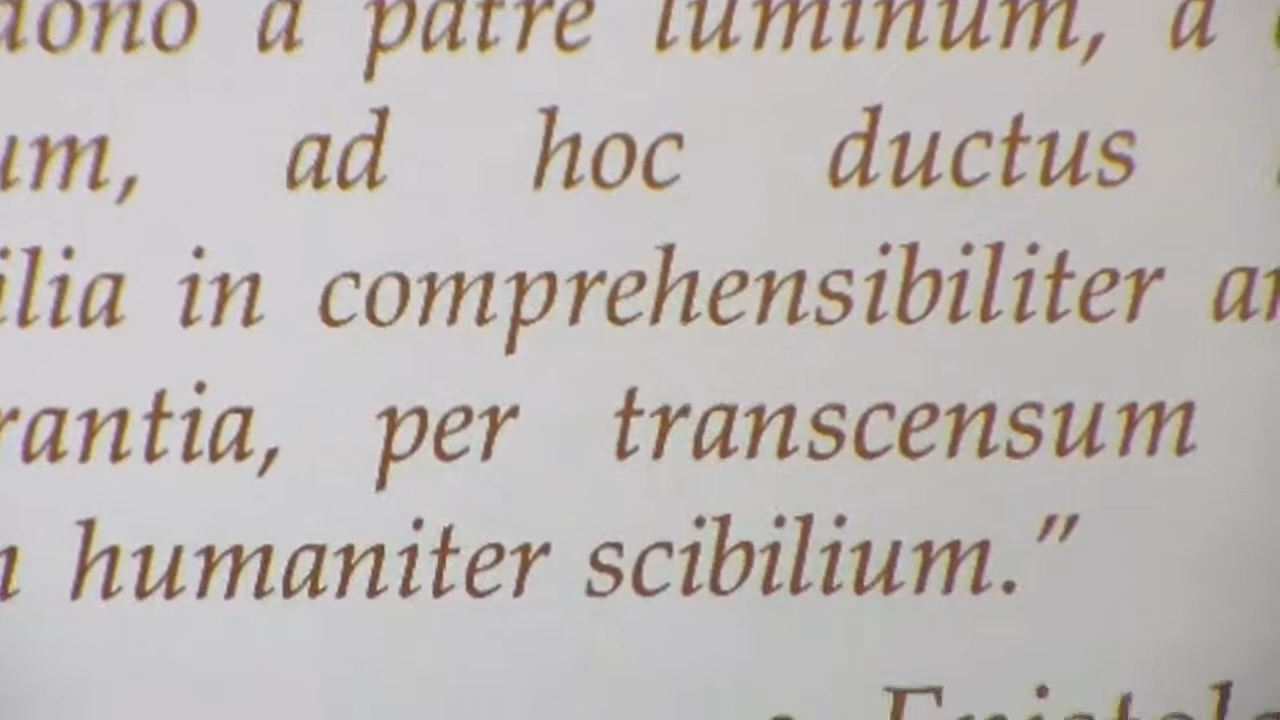 dono a patre luminum, a
um, ad hoc ductus
ilia in comprehensibiliter
rantia, per transcensum
humaniter scibilium.”